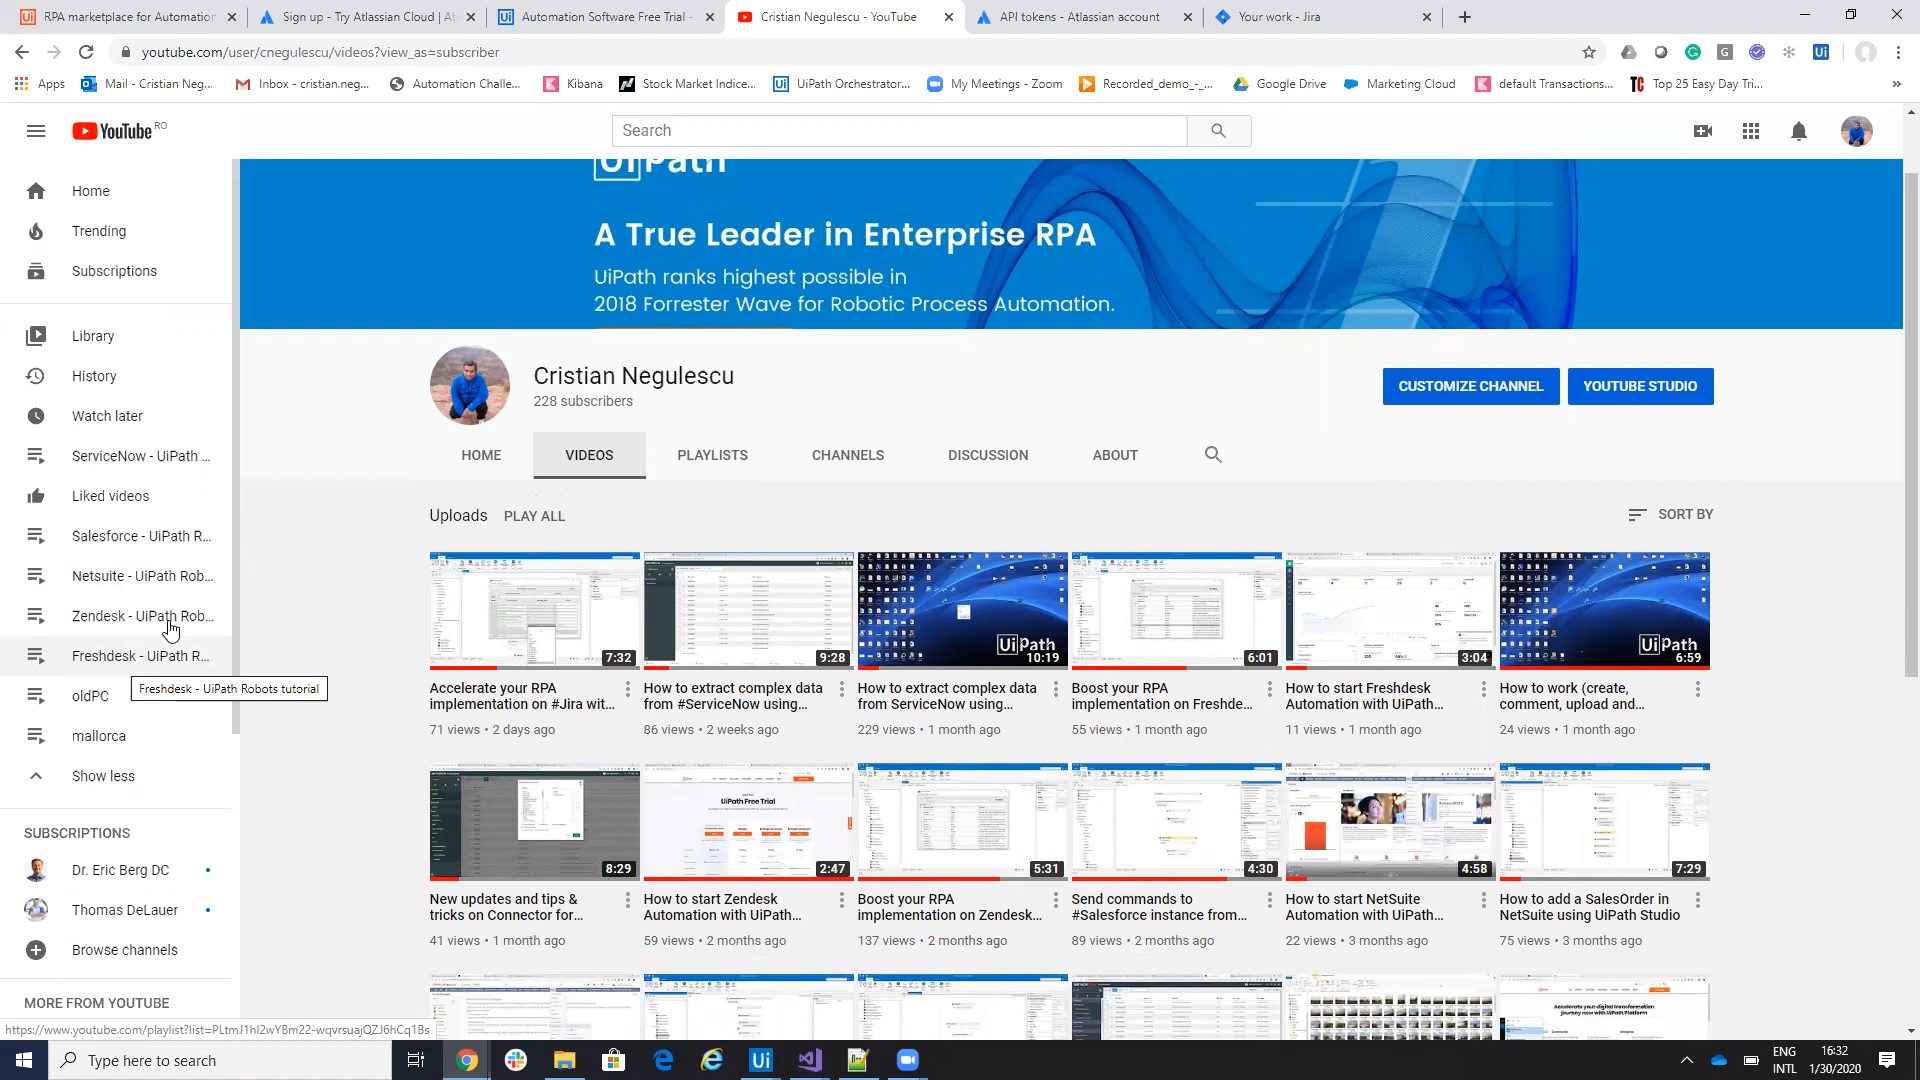 RPA marketplace for Automation
Sign up - Try Atlassian Cloud | At
Automation Software Free Trial -
Cristian Negulescu - YouTube
API tokens - Atlassian account
Your work - Jira
youtube.com/user/cnegulescu/videos?view_as=subscriber
Apps
Mail - Cristian Neg...
Inbox - cristian.neg...
Automation Challe...
Kibana
Stock Market Indice...
UiPath Orchestrator...
My Meetings - Zoom
Recorded_demo_-_...
Google Drive
Marketing Cloud
default Transactions...
Top 25 Easy Day Tri...
YouTube RO
Search
Home
Trending
Subscriptions
Library
History
Watch later
ServiceNow - UiPath ...
Liked videos
Salesforce - UiPath R...
Netsuite - UiPath Rob...
Zendesk - UiPath Rob...
Freshdesk - UiPath R...
Freshdesk - UiPath Robots tutorial
oldPC
mallorca
Show less
SUBSCRIPTIONS
Dr. Eric Berg DC
Thomas DeLauer
Browse channels
MORE FROM YOUTUBE
UiPath
A True Leader in Enterprise RPA
UiPath ranks highest possible in
2018 Forrester Wave for Robotic Process Automation.
Cristian Negulescu
228 subscribers
CUSTOMIZE CHANNEL
YOUTUBE STUDIO
HOME
VIDEOS
PLAYLISTS
CHANNELS
DISCUSSION
ABOUT
Uploads
PLAY ALL
SORT BY
7:32
9:28
UiPath
10:19
6:01
3:04
UiPath
6:59
Accelerate your RPA
implementation on #Jira wit...
71 views • 2 days ago
How to extract complex data
from #ServiceNow using...
86 views • 2 weeks ago
How to extract complex data
from ServiceNow using...
229 views • 1 month ago
Boost your RPA
implementation on Freshde...
55 views • 1 month ago
How to start Freshdesk
Automation with UiPath...
11 views • 1 month ago
How to work (create,
comment, upload and...
24 views • 1 month ago
8:29
UiPath Free Trial
2:47
5:31
4:30
4:58
7:29
New updates and tips &
tricks on Connector for...
41 views • 1 month ago
How to start Zendesk
Automation with UiPath...
59 views • 2 months ago
Boost your RPA
implementation on Zendesk...
137 views • 2 months ago
Send commands to
#Salesforce instance from...
89 views • 2 months ago
How to start NetSuite
Automation with UiPath...
22 views • 3 months ago
How to add a SalesOrder in
NetSuite using UiPath Studio
75 views • 3 months ago
Accelerate your digital transformation
journey now with UiPath Platform
https://www.youtube.com/playlist?list=PLtmJ1hl2wYBm22-wqvrsuajQZJ6hCq1Bs
Type here to search
ENG
INTL
16:32
1/30/2020